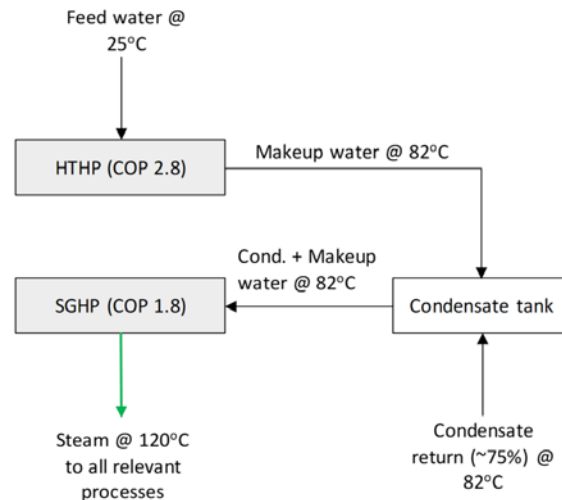 Feed water @
25°C
HTHP (COP 2.8)
Makeup water @ 82°C
Cond. + Makeup
water @ 82°C
SGHP (COP 1.8)
Condensate tank
Steam @ 120°C
to all relevant
processes
Condensate
return (~75%) @
82°C